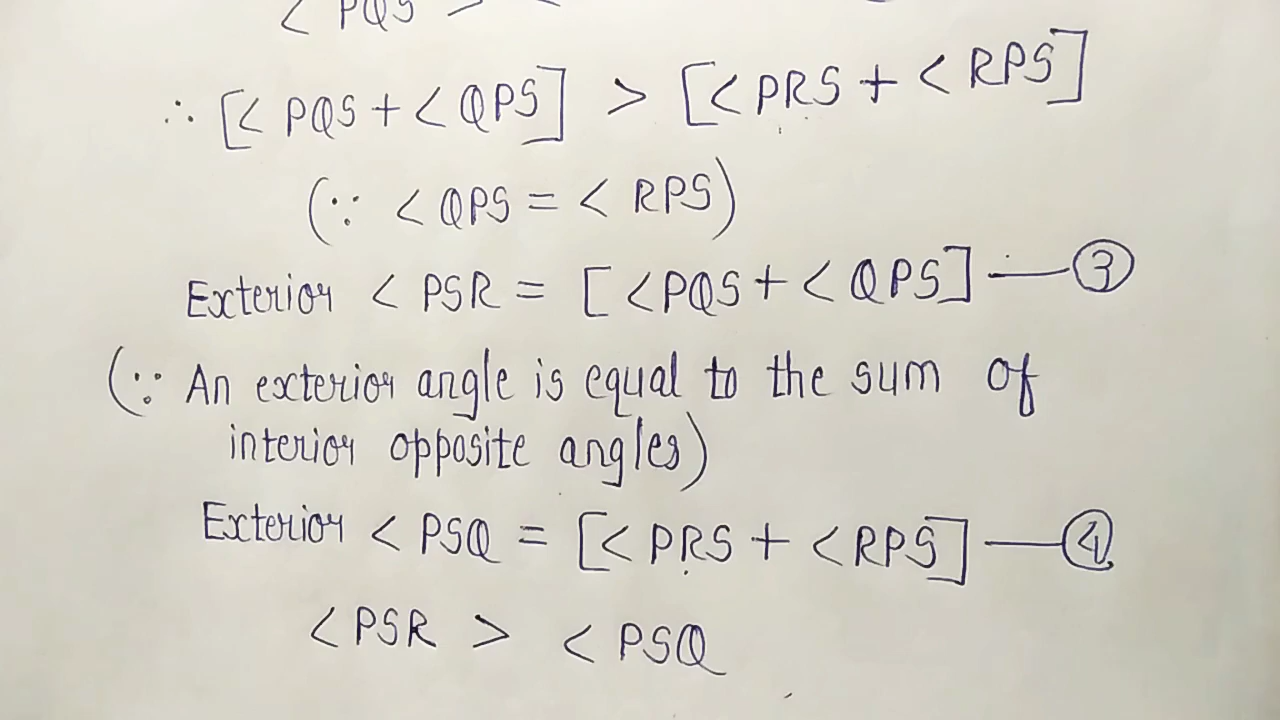 < PQS >
∴ [< PQS + < QPS] > [< PRS + < RPS]
(∵ < QPS = < RPS)
Exterior < PSR = [ < PQS + < QPS] — ③
(∵ An exterior angle is equal to the sum of
interior opposite angles)
Exterior < PSQ = [< PRS + < RPS] — ④
< PSR > < PSQ